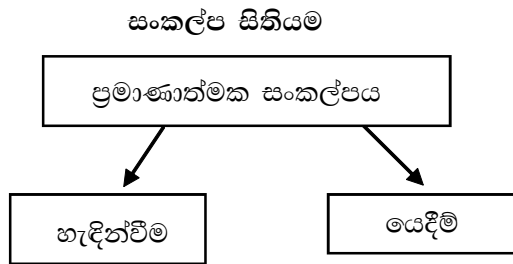 සංකල්ප සිතියම
ප්‍රමාණාත්මක සංකල්පය
හැඳින්වීම
යෙදීම්